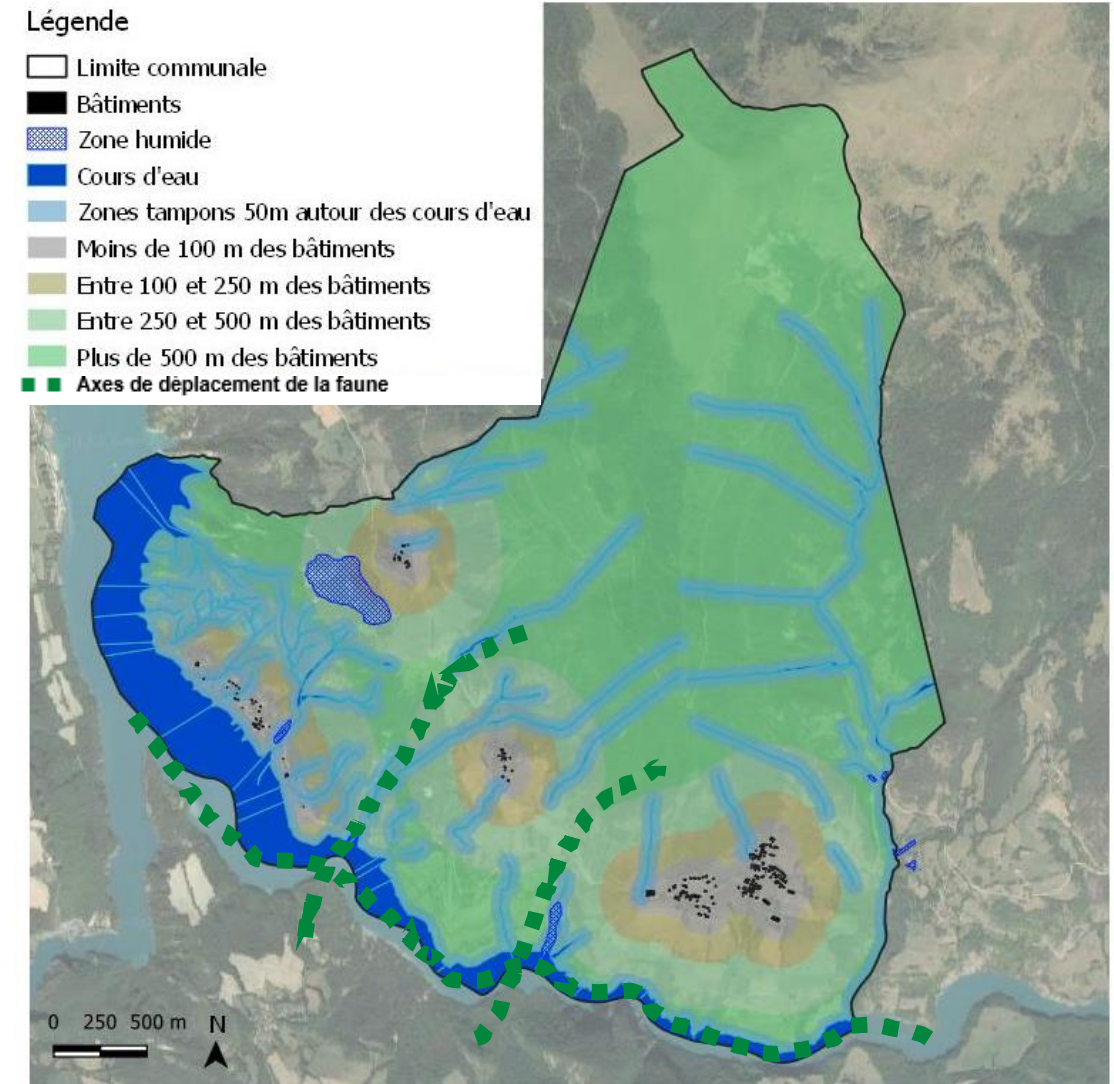 Légende
Limite communale
Bâtiments
Zone humide
Cours d'eau
Zones tampons 50m autour des cours d'eau
Moins de 100 m des bâtiments
Entre 100 et 250 m des bâtiments
Entre 250 et 500 m des bâtiments
Plus de 500 m des bâtiments
Axes de dèplacement de la faune
0 250 500 m N